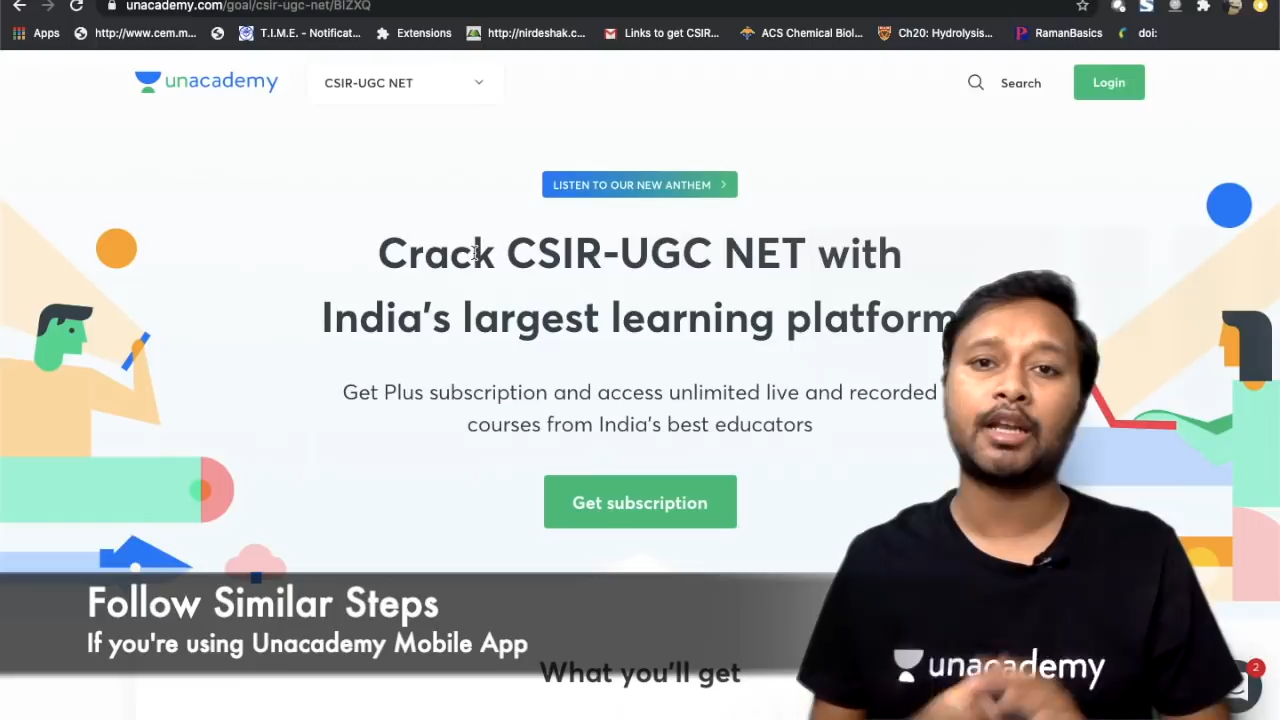 unacademy.com/goal/csir-ugc-net/BIZXQ
Apps http://www.cem.m... T.I.M.E. - Notificat... Extensions http://nirdeshak.c... Links to get CSIR... ACS Chemical Biol... Ch20: Hydrolysis... RamanBasics doi:
unacademy CSIR-UGC NET Search Login
LISTEN TO OUR NEW ANTHEM
Crack CSIR-UGC NET with
India's largest learning platform
Get Plus subscription and access unlimited live and recorded
courses from India's best educators
Get subscription
Follow Similar Steps
If you're using Unacademy Mobile App
What you'll get
unacademy
2